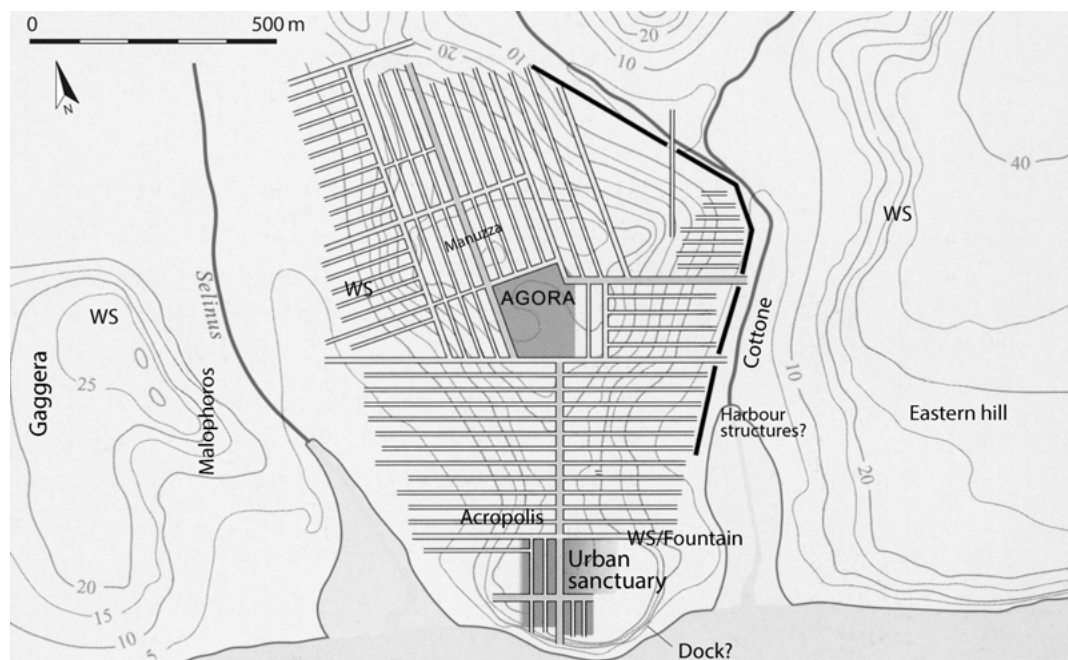 0 500 m
N
20
10
20
10
40
WS
Manuzza
Selinus
WS
AGORA
WS
Cottone
10
25
Gaggera
Malophoros
Harbour
structures?
Eastern hill
20
Acropolis
WS/Fountain
Urban
sanctuary
20
15
10
5
Dock?